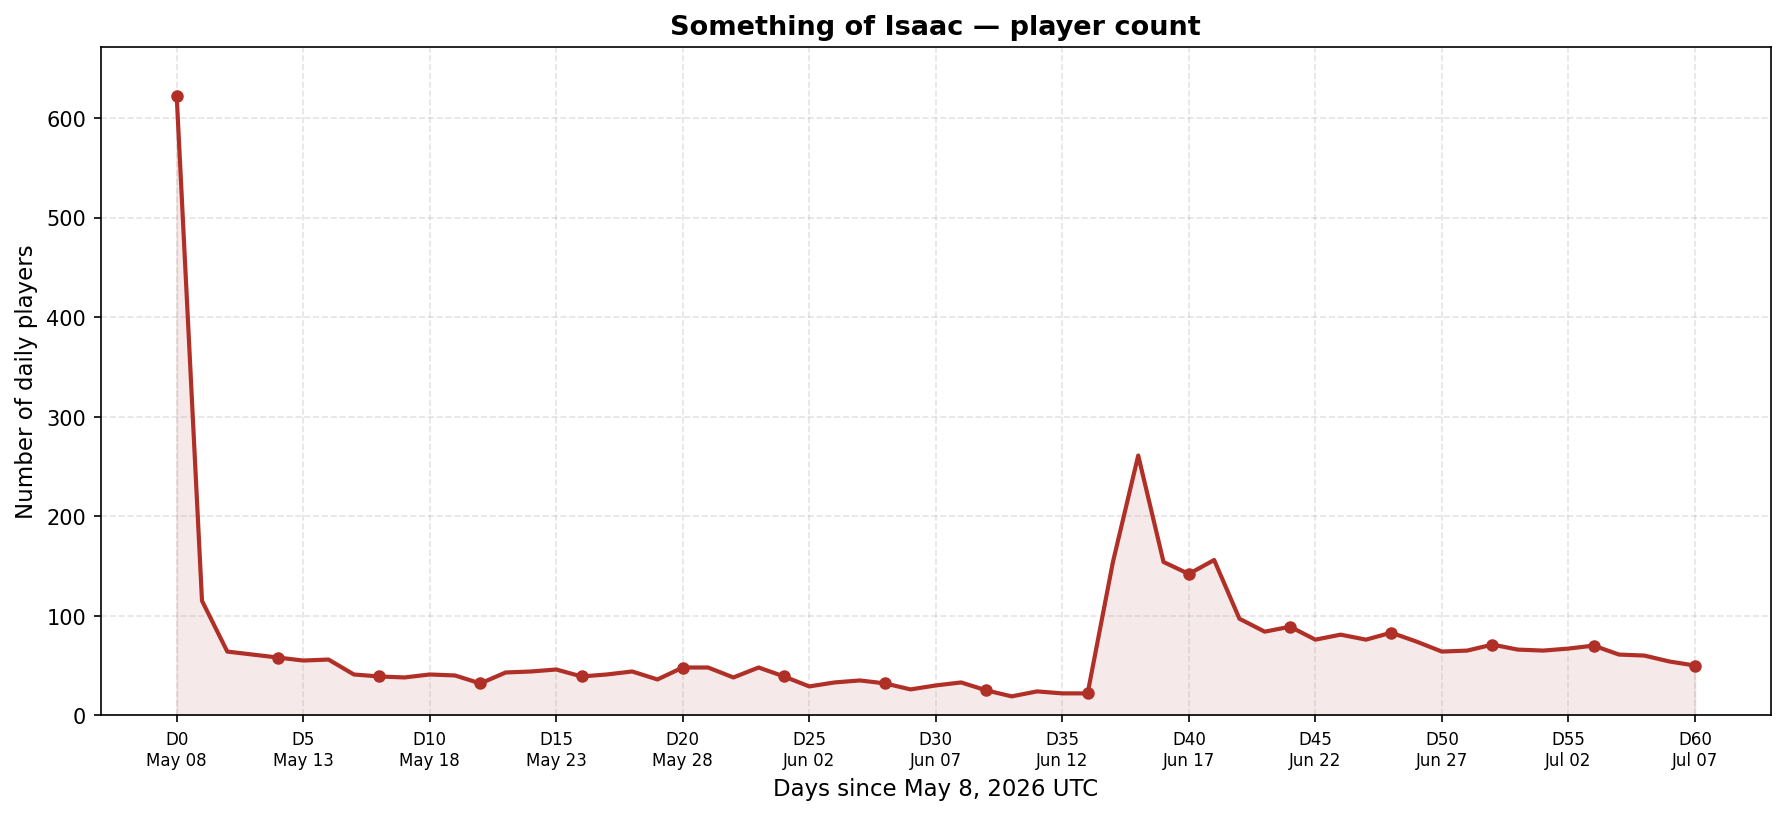 Something of Isaac — player count
Number of daily players
600
500
400
300
200
100
0
D0 D5 D10 D15 D20 D25 D30 D35 D40 D45 D50 D55 D60
May 08 May 13 May 18 May 23 May 28 Jun 02 Jun 07 Jun 12 Jun 17 Jun 22 Jun 27 Jul 02 Jul 07
Days since May 8, 2026 UTC